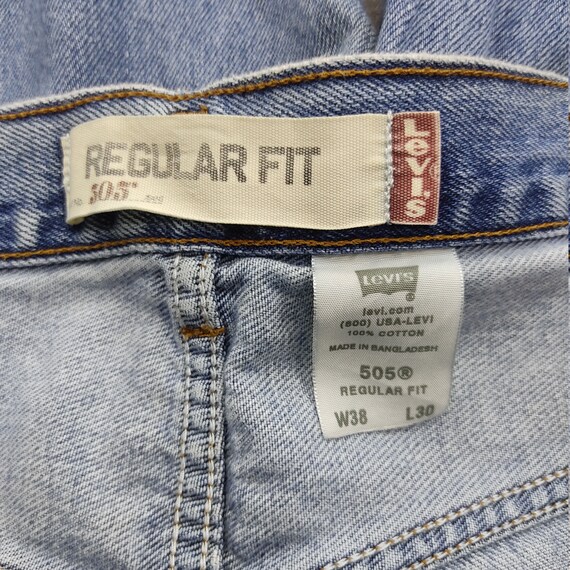 REGULAR FIT
505™
Levi's
Levi's
®
levi.com
(800) USA-LEVI
100% COTTON
MADE IN BANGLADESH
505®
REGULAR FIT
W38 L30